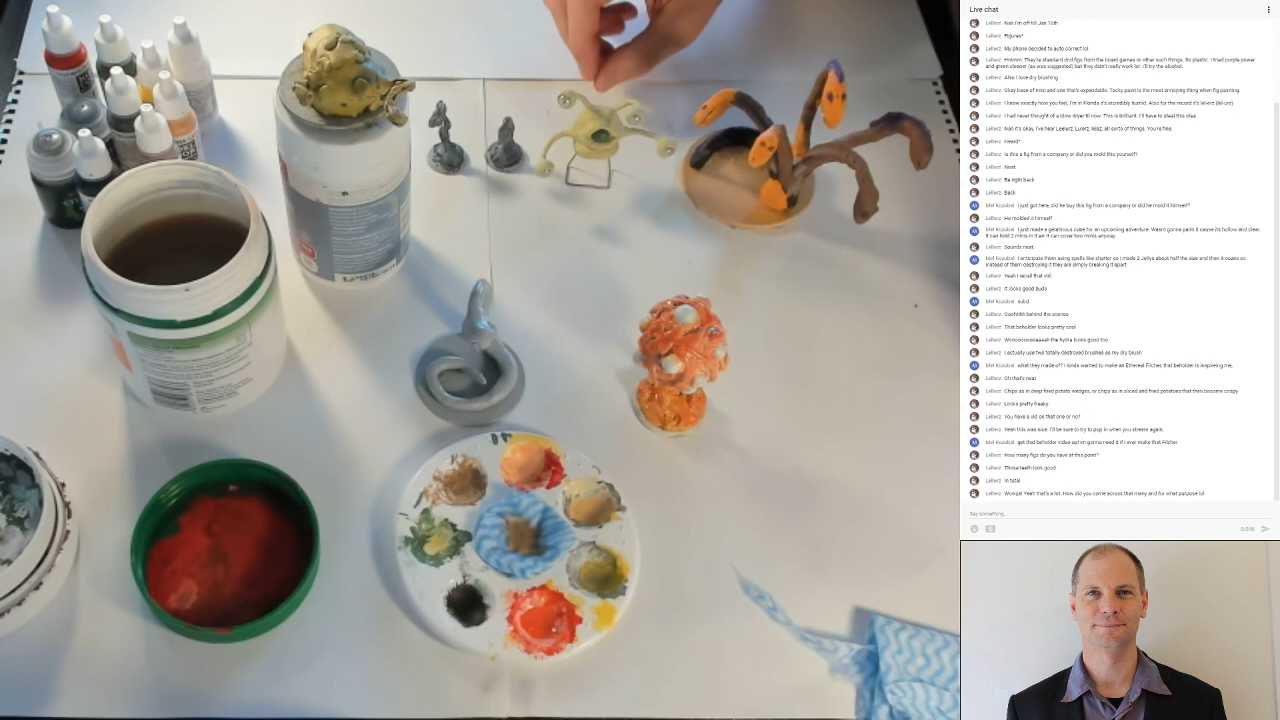 Live chat
Lellerz Nah I'm off till Jan 10th
Lellerz Figures*
Lellerz My phone decided to auto correct lol
Lellerz Hmmm. They're standard dnd figs from the board games or other such things. So plastic. I tried purple power
and green cleaner (as was suggested) but they didn't really work lol. I'll try the alcohol.
Lellerz Also I love dry brushing
Lellerz Okay base of mini and one that's expendable. Tacky paint is the most annoying thing when fig painting.
Lellerz I know exactly how you feel, I'm in Florida it's incredibly humid. Also for the record it's lel-erz (lel-urz)
Lellerz I had never thought of a blow dryer til now. This is brilliant. I'll have to steal this idea.
Lellerz Nah it's okay, I've hear Leelurz, Lulerz, lelaz, all sorts of things. You're fine.
Lellerz Heard*
Lellerz Is this a fig from a company or did you mold this yourself?
Lellerz Neat.
Lellerz Be right back
Lellerz Back
Mel Kozubal I just got here, did he buy this fig from a company or did he mold it himself?
Lellerz He molded it himself
Mel Kozubal I just made a gelatinous cube for an upcoming adventure. Wasnt gonna paint it cause its hollow and clear.
It can hold 2 minis in it.err it can cover two minis anyway
Lellerz Sounds neat.
Mel Kozubal I anticipate them using spells like shatter so i made 2 Jellys about half the size and then 4 oozes so
instead of them destroying it they are simply breaking it apart
Lellerz Yeah I recall that vid
Lellerz It looks good buds
Mel Kozubal subd
Lellerz Ooohhhh behind the scenes
Lellerz That beholder looks pretty cool
Lellerz Woooooooaaaaah the hydra looks good too
Lellerz I actually use two totally destroyed brushes as my dry brush
Mel Kozubal what they made of? I kinda wanted to make an Ethereal Filcher, that beholder is inspireing me,
Lellerz Oh that's neat.
Lellerz Chips as in deep fried potato wedges, or chips as in sliced and fried potatoes that then become crispy
Lellerz Looks pretty freaky
Lellerz You have a vid on that one or no?
Lellerz Yeah this was nice. I'll be sure to try to pop in when you stream again.
Mel Kozubal get that beholder video up! im gonna need it if i ever make that Filcher
Lellerz How many figs do you have at this point?
Lellerz Those teeth look good
Lellerz In total
Lellerz Wowza! Yeah that's a lot. How did you come across that many and for what purpose lol
Say something...
0/200